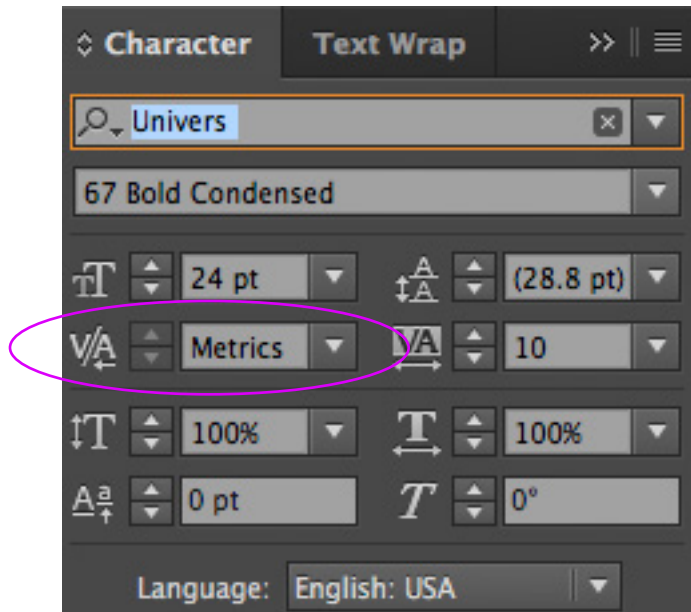 Character Text Wrap
Univers
67 Bold Condensed
24 pt (28.8 pt)
Metrics 10
100% 100%
0 pt 0°
Language: English: USA